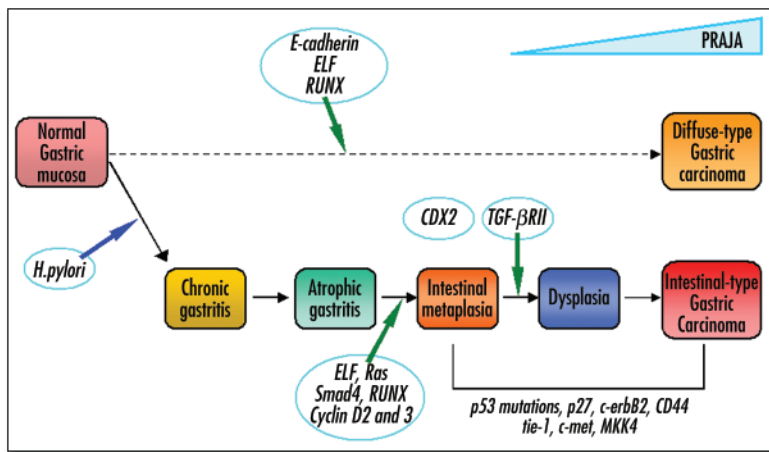 E-cadherin
ELF
RUNX
PRAJA
Normal
Gastric
mucosa
Diffuse-type
Gastric
carcinoma
CDX2
TGF-βRII
H.pylori
Chronic
gastritis
Atrophic
gastritis
Intestinal
metaplasia
Dysplasia
Intestinal-type
Gastric
Carcinoma
ELF, Ras
Smad4, RUNX
Cyclin D2 and 3
p53 mutations, p27, c-erbB2, CD44
tie-1, c-met, MKK4